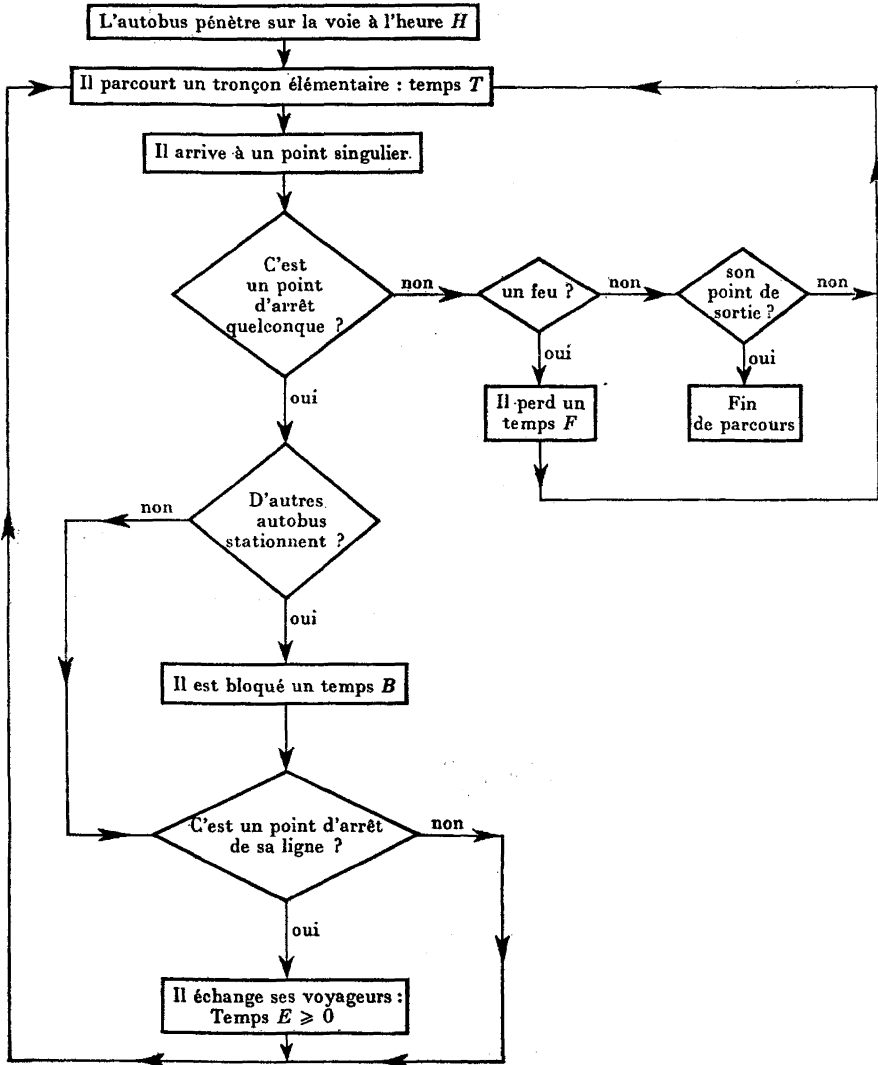 L'autobus pénètre sur la voie à l'heure H
Il parcourt un tronçon élémentaire : temps T
Il arrive à un point singulier.
C'est
un point
d'arrêt
quelconque ?
non
un feu ?
non
son
point de
sortie ?
non
oui
oui
oui
Il perd un
temps F
Fin
de parcours
D'autres
autobus
stationnent ?
non
oui
Il est bloqué un temps B
C'est un point d'arrêt
de sa ligne ?
non
oui
Il échange ses voyageurs :
Temps E ⩾ 0